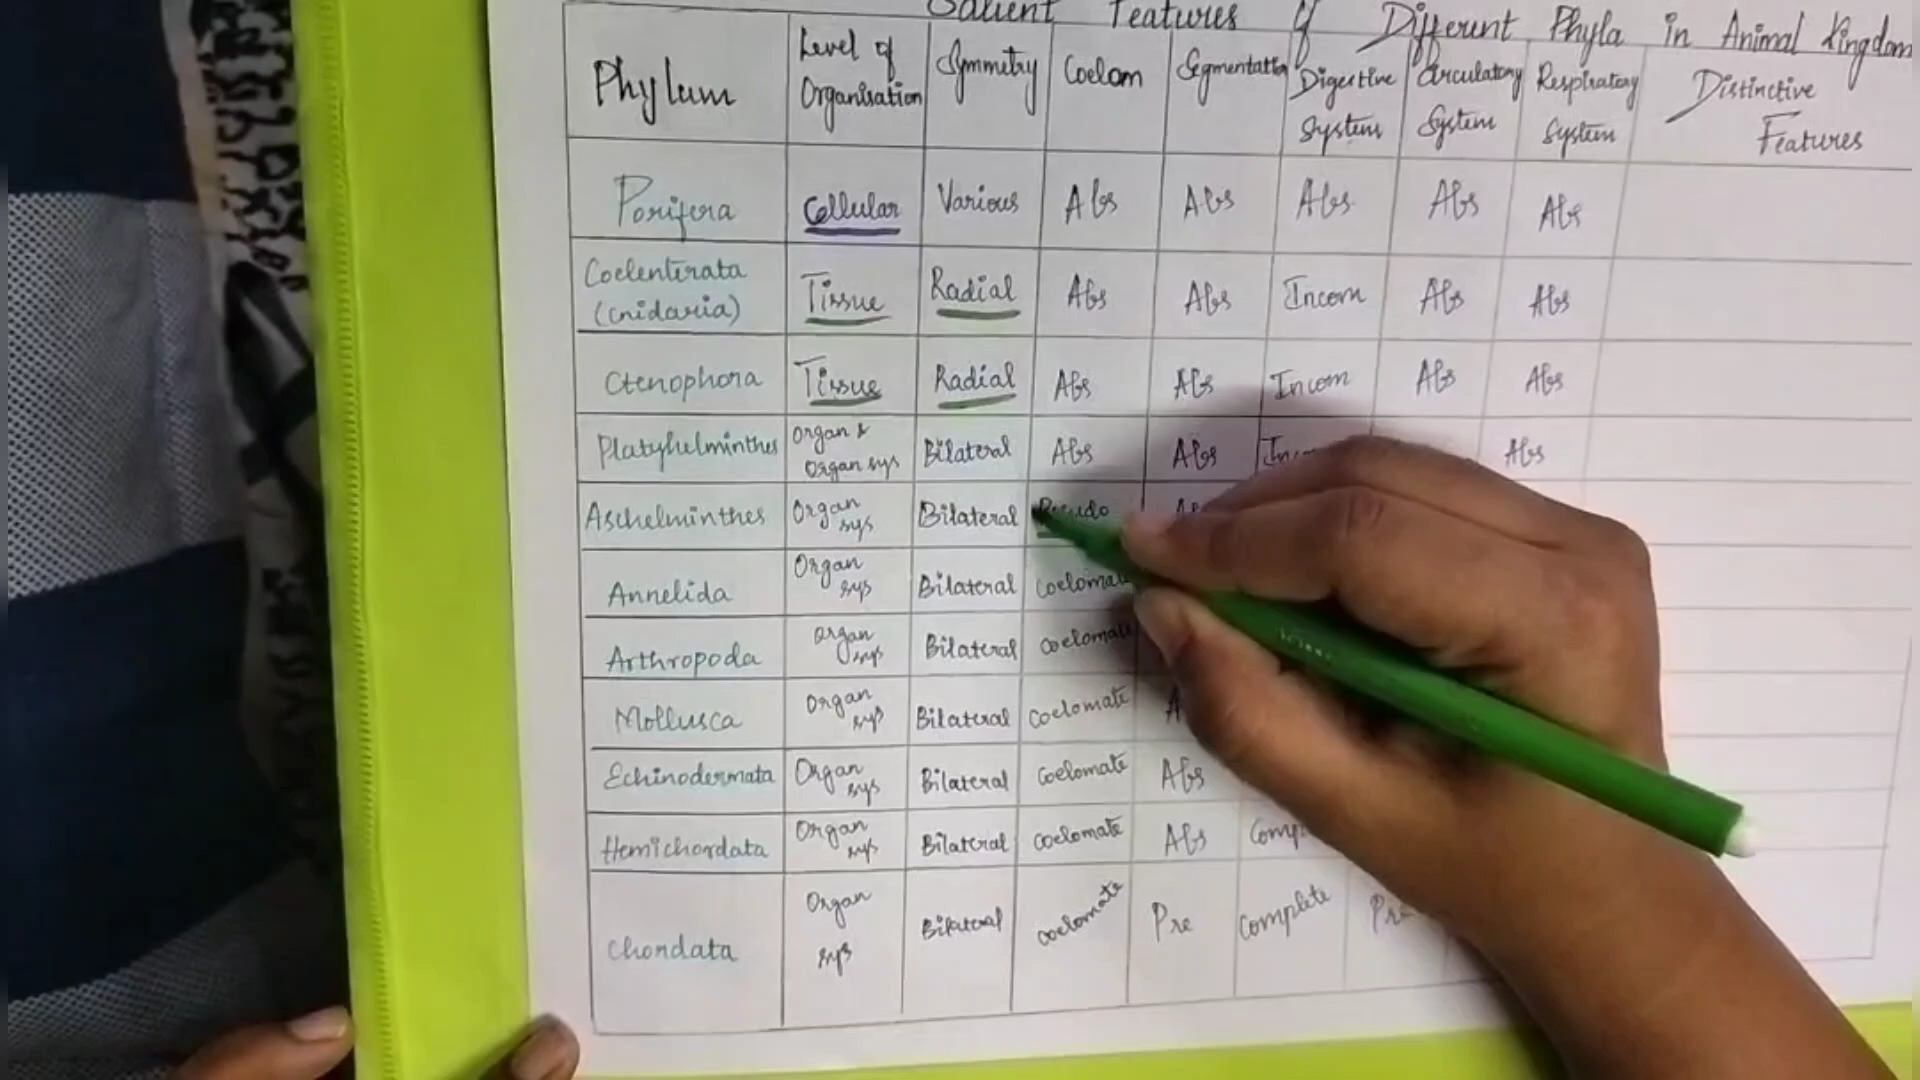 Salient Features of Different Phyla in Animal Kingdom
Phylum Level of Organisation Symmetry Coelom Segmentation Digestive System Circulatory System Respiratory System Distinctive Features
Porifera Cellular Various Abs Abs Abs Abs Abs
Coelenterata (cnidaria) Tissue Radial Abs Abs Incom Abs Abs
Ctenophora Tissue Radial Abs Abs Incom Abs Abs
Platyhelminthes Organ & Organ sys Bilateral Abs Abs Abs
Aschelminthes Organ sys Bilateral Pseudo
Annelida Organ sys Bilateral Coelomate
Arthropoda Organ sys Bilateral Coelomate
Mollusca Organ sys Bilateral Coelomate
Echinodermata Organ sys Bilateral Coelomate Abs
Hemichordata Organ sys Bilateral Coelomate Abs
Chordata Organ sys Bilateral Coelomate Pre Complete